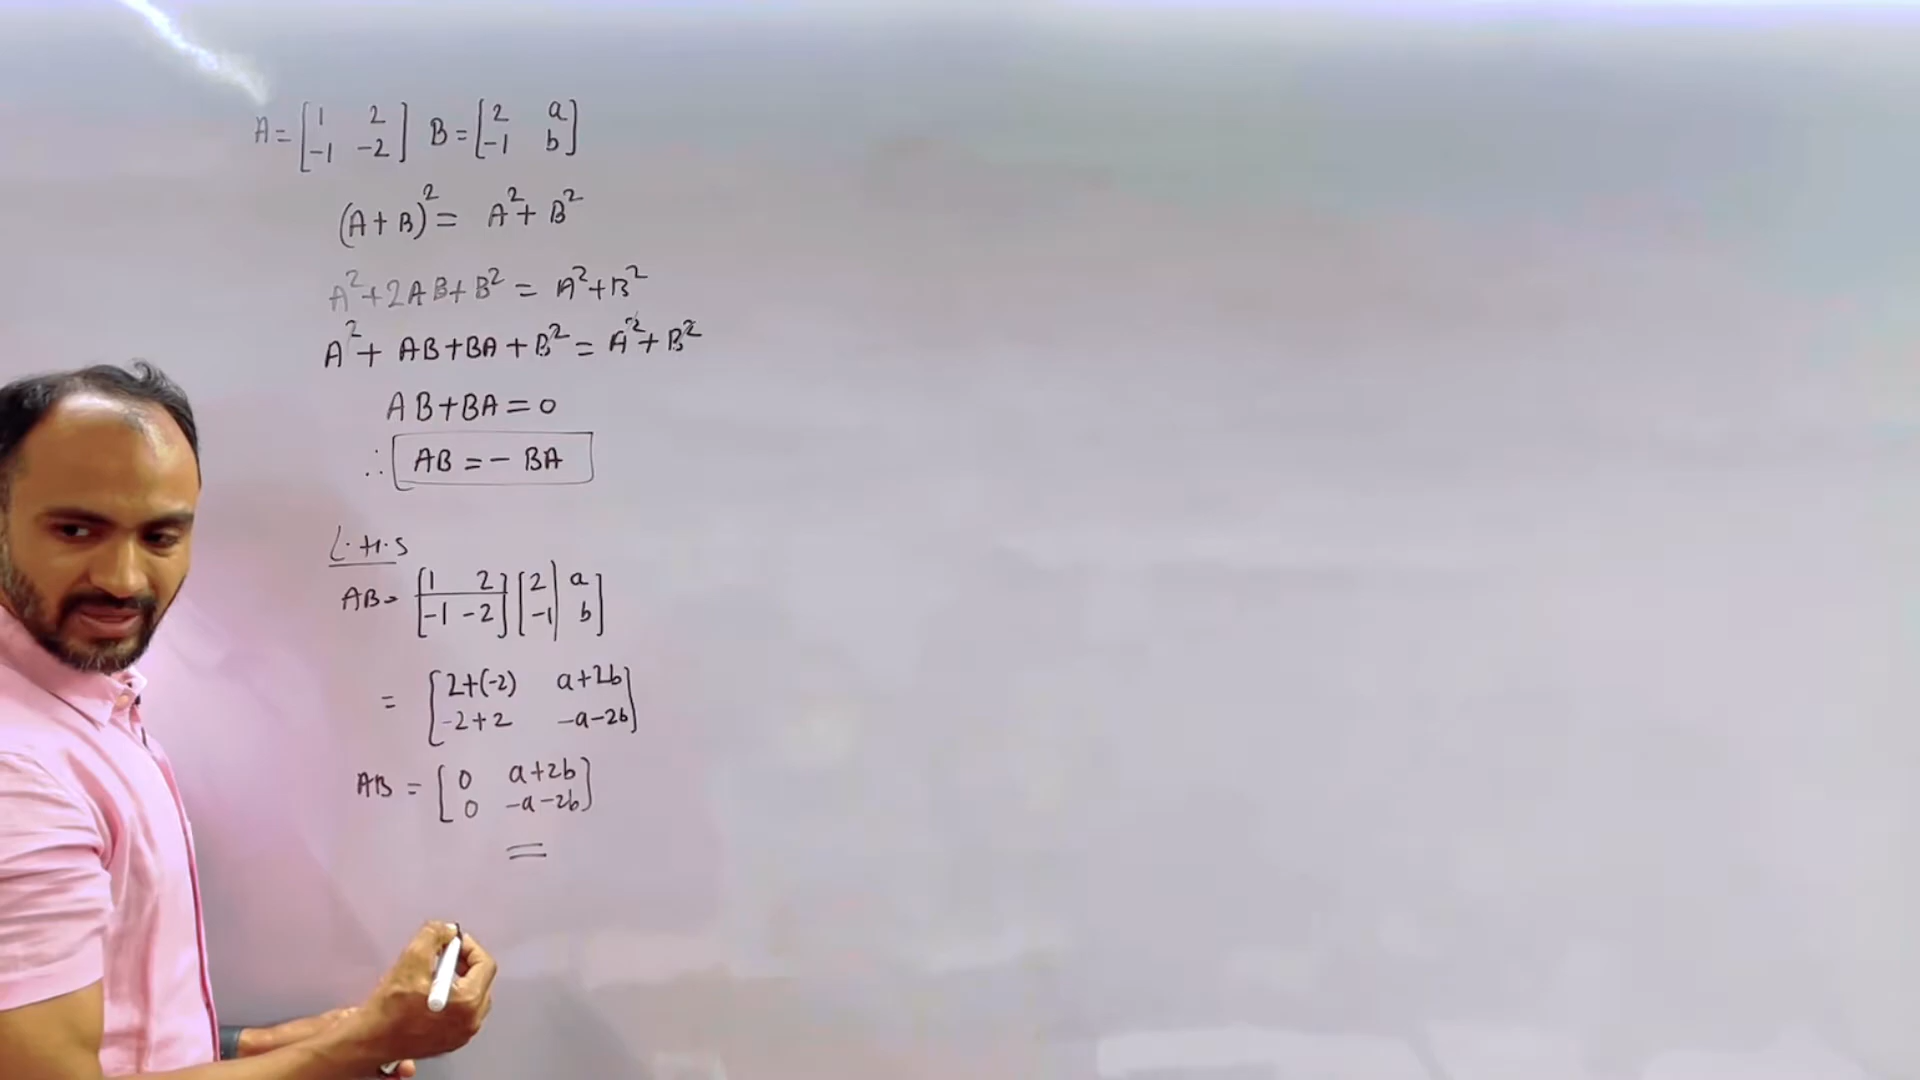 A = [1 2 -1 -2] B = [2 a -1 b]
(A+B)² = A² + B²
A²+2AB+B² = A²+B²
A² + AB+BA + B² = A² + B²
AB+BA = 0
∴ AB = - BA
L.H.S
AB = [1 2 -1 -2] [2 a -1 b]
= [2+(-2) a+2b -2+2 -a-2b]
AB = [0 a+2b 0 -a-2b]